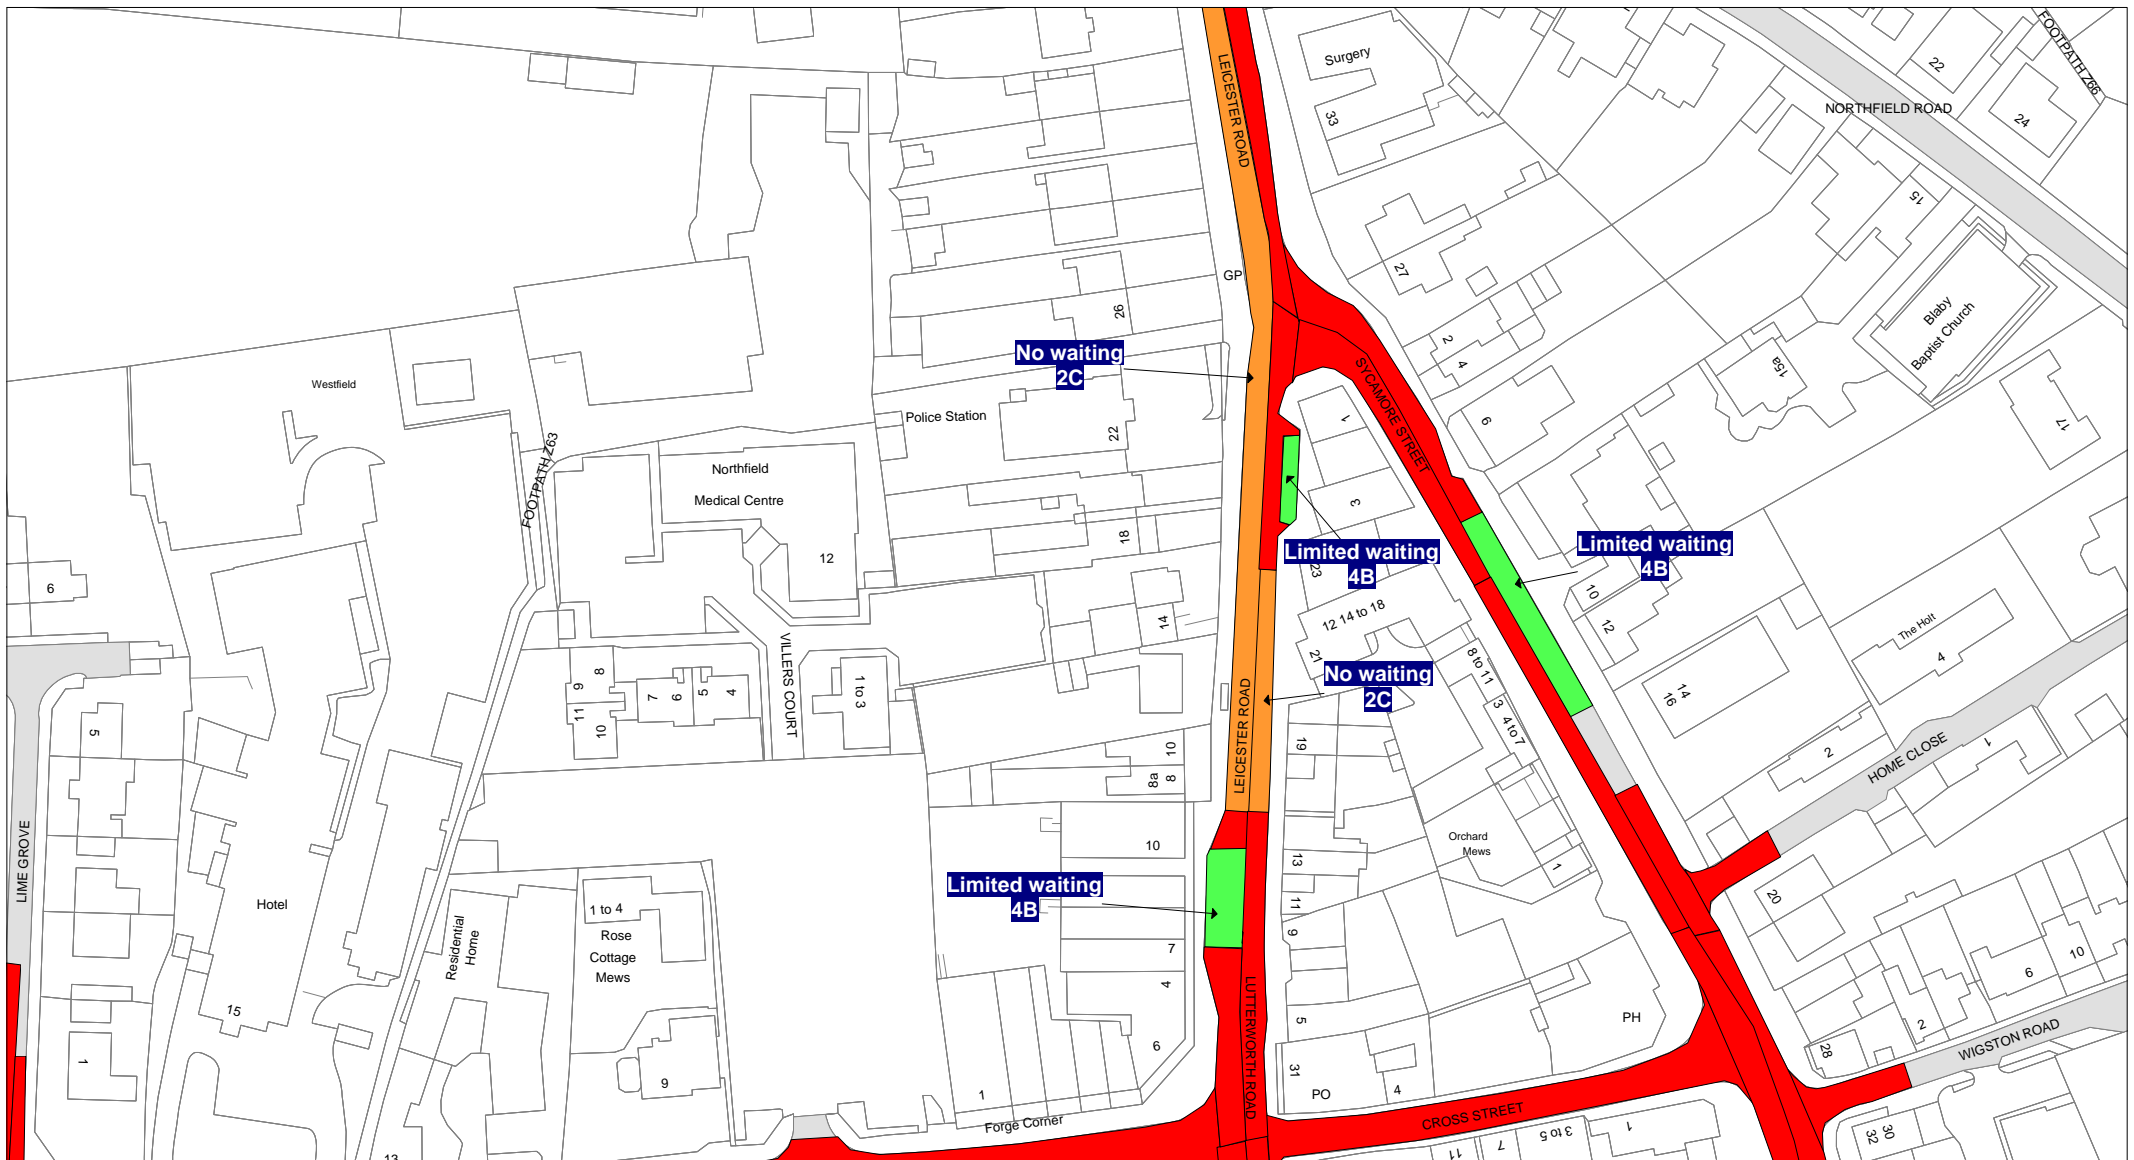 Surgery
33
LEICESTER ROAD
22
24
FOOTPATH Z66
NORTHFIELD ROAD
15
27
GP
26
2
4
Blaby
Baptist Church
15a
17
No waiting
2C
Westfield
Police Station
22
SYCAMORE STREET
1
3
6
FOOTPATH Z63
Northfield
Medical Centre
12
18
Limited waiting
4B
23
Limited waiting
4B
10
12
6
14
12 14 to 18
21
The Holt
4
8
9
7
6
5
4
11
10
VILLERS COURT
1 to 3
No waiting
2C
8 to 11
3
4 to 7
14
16
5
LEICESTER ROAD
19
10
8a
8
2
HOME CLOSE
1
LIME GROVE
Hotel
10
13
Orchard
Mews
1
Limited waiting
4B
11
9
20
1 to 4
Rose
Cottage
Mews
Residential
Home
7
4
15
6
5
PH
10
6
2
28
WIGSTON ROAD
LUTTERWORTH ROAD
1
9
1
31
PO
4
CROSS STREET
Forge Corner
13
11
7
3 to 5
1
32
30